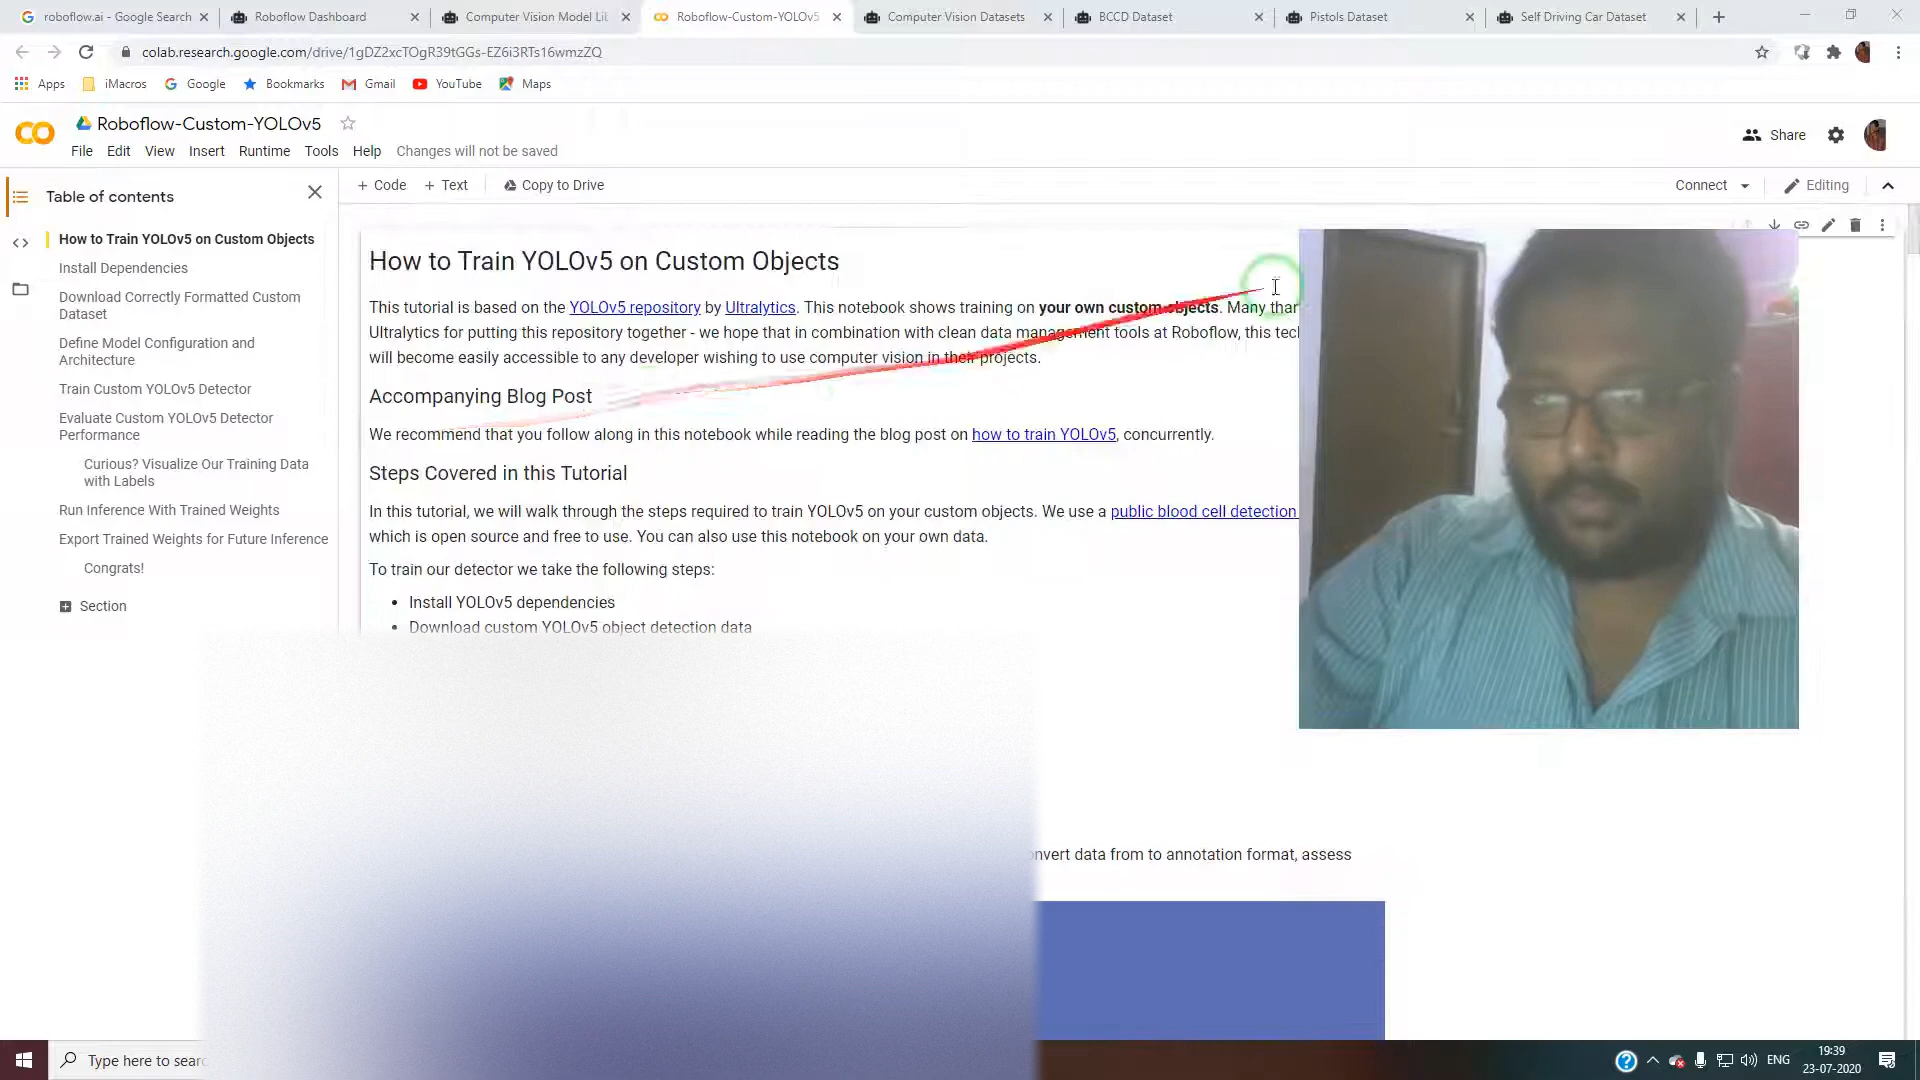 roboflow.ai - Google Search
Roboflow Dashboard
Computer Vision Model Lib
Roboflow-Custom-YOLOv5
Computer Vision Datasets
BCCD Dataset
Pistols Dataset
Self Driving Car Dataset
colab.research.google.com/drive/1gDZ2xcTOgR39tGGs-EZ6i3RTs16wmzZQ
Apps iMacros Google Bookmarks Gmail YouTube Maps
Roboflow-Custom-YOLOv5
Share
File Edit View Insert Runtime Tools Help Changes will not be saved
Table of contents
+ Code + Text Copy to Drive
Connect Editing
How to Train YOLOv5 on Custom Objects
Install Dependencies
Download Correctly Formatted Custom
Dataset
Define Model Configuration and
Architecture
Train Custom YOLOv5 Detector
Evaluate Custom YOLOv5 Detector
Performance
Curious? Visualize Our Training Data
with Labels
Run Inference With Trained Weights
Export Trained Weights for Future Inference
Congrats!
Section
How to Train YOLOv5 on Custom Objects
This tutorial is based on the YOLOv5 repository by Ultralytics. This notebook shows training on your own custom objects. Many than
Ultralytics for putting this repository together - we hope that in combination with clean data management tools at Roboflow, this tec
will become easily accessible to any developer wishing to use computer vision in their projects.
Accompanying Blog Post
We recommend that you follow along in this notebook while reading the blog post on how to train YOLOv5, concurrently.
Steps Covered in this Tutorial
In this tutorial, we will walk through the steps required to train YOLOv5 on your custom objects. We use a public blood cell detection
which is open source and free to use. You can also use this notebook on your own data.
To train our detector we take the following steps:
• Install YOLOv5 dependencies
• Download custom YOLOv5 object detection data
nvert data from to annotation format, assess
Type here to searc
ENG
19:39
23-07-2020